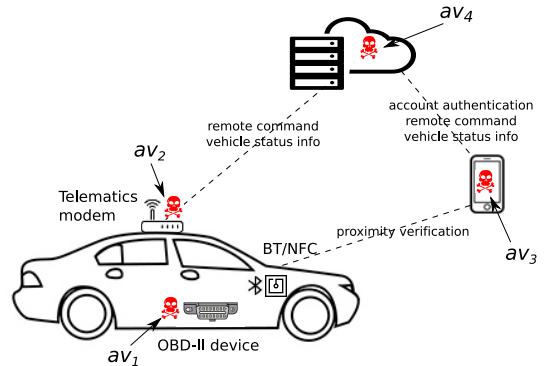 av4
account authentication
remote command
vehicle status info
remote command
vehicle status info
av2
Telematics
modem
BT/NFC
proximity verification
av3
av1
OBD-II device